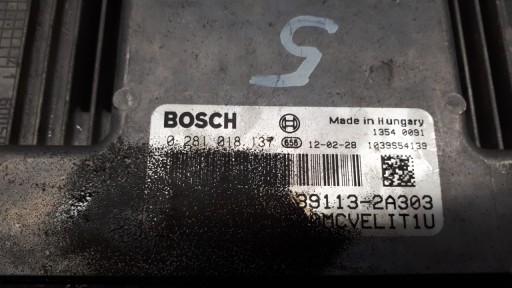 5
BOSCH
Made in Hungary
1354 0091
0 281 018 137 656 12-02-28 1039S54139
39113-2A303
MCVELIT1U